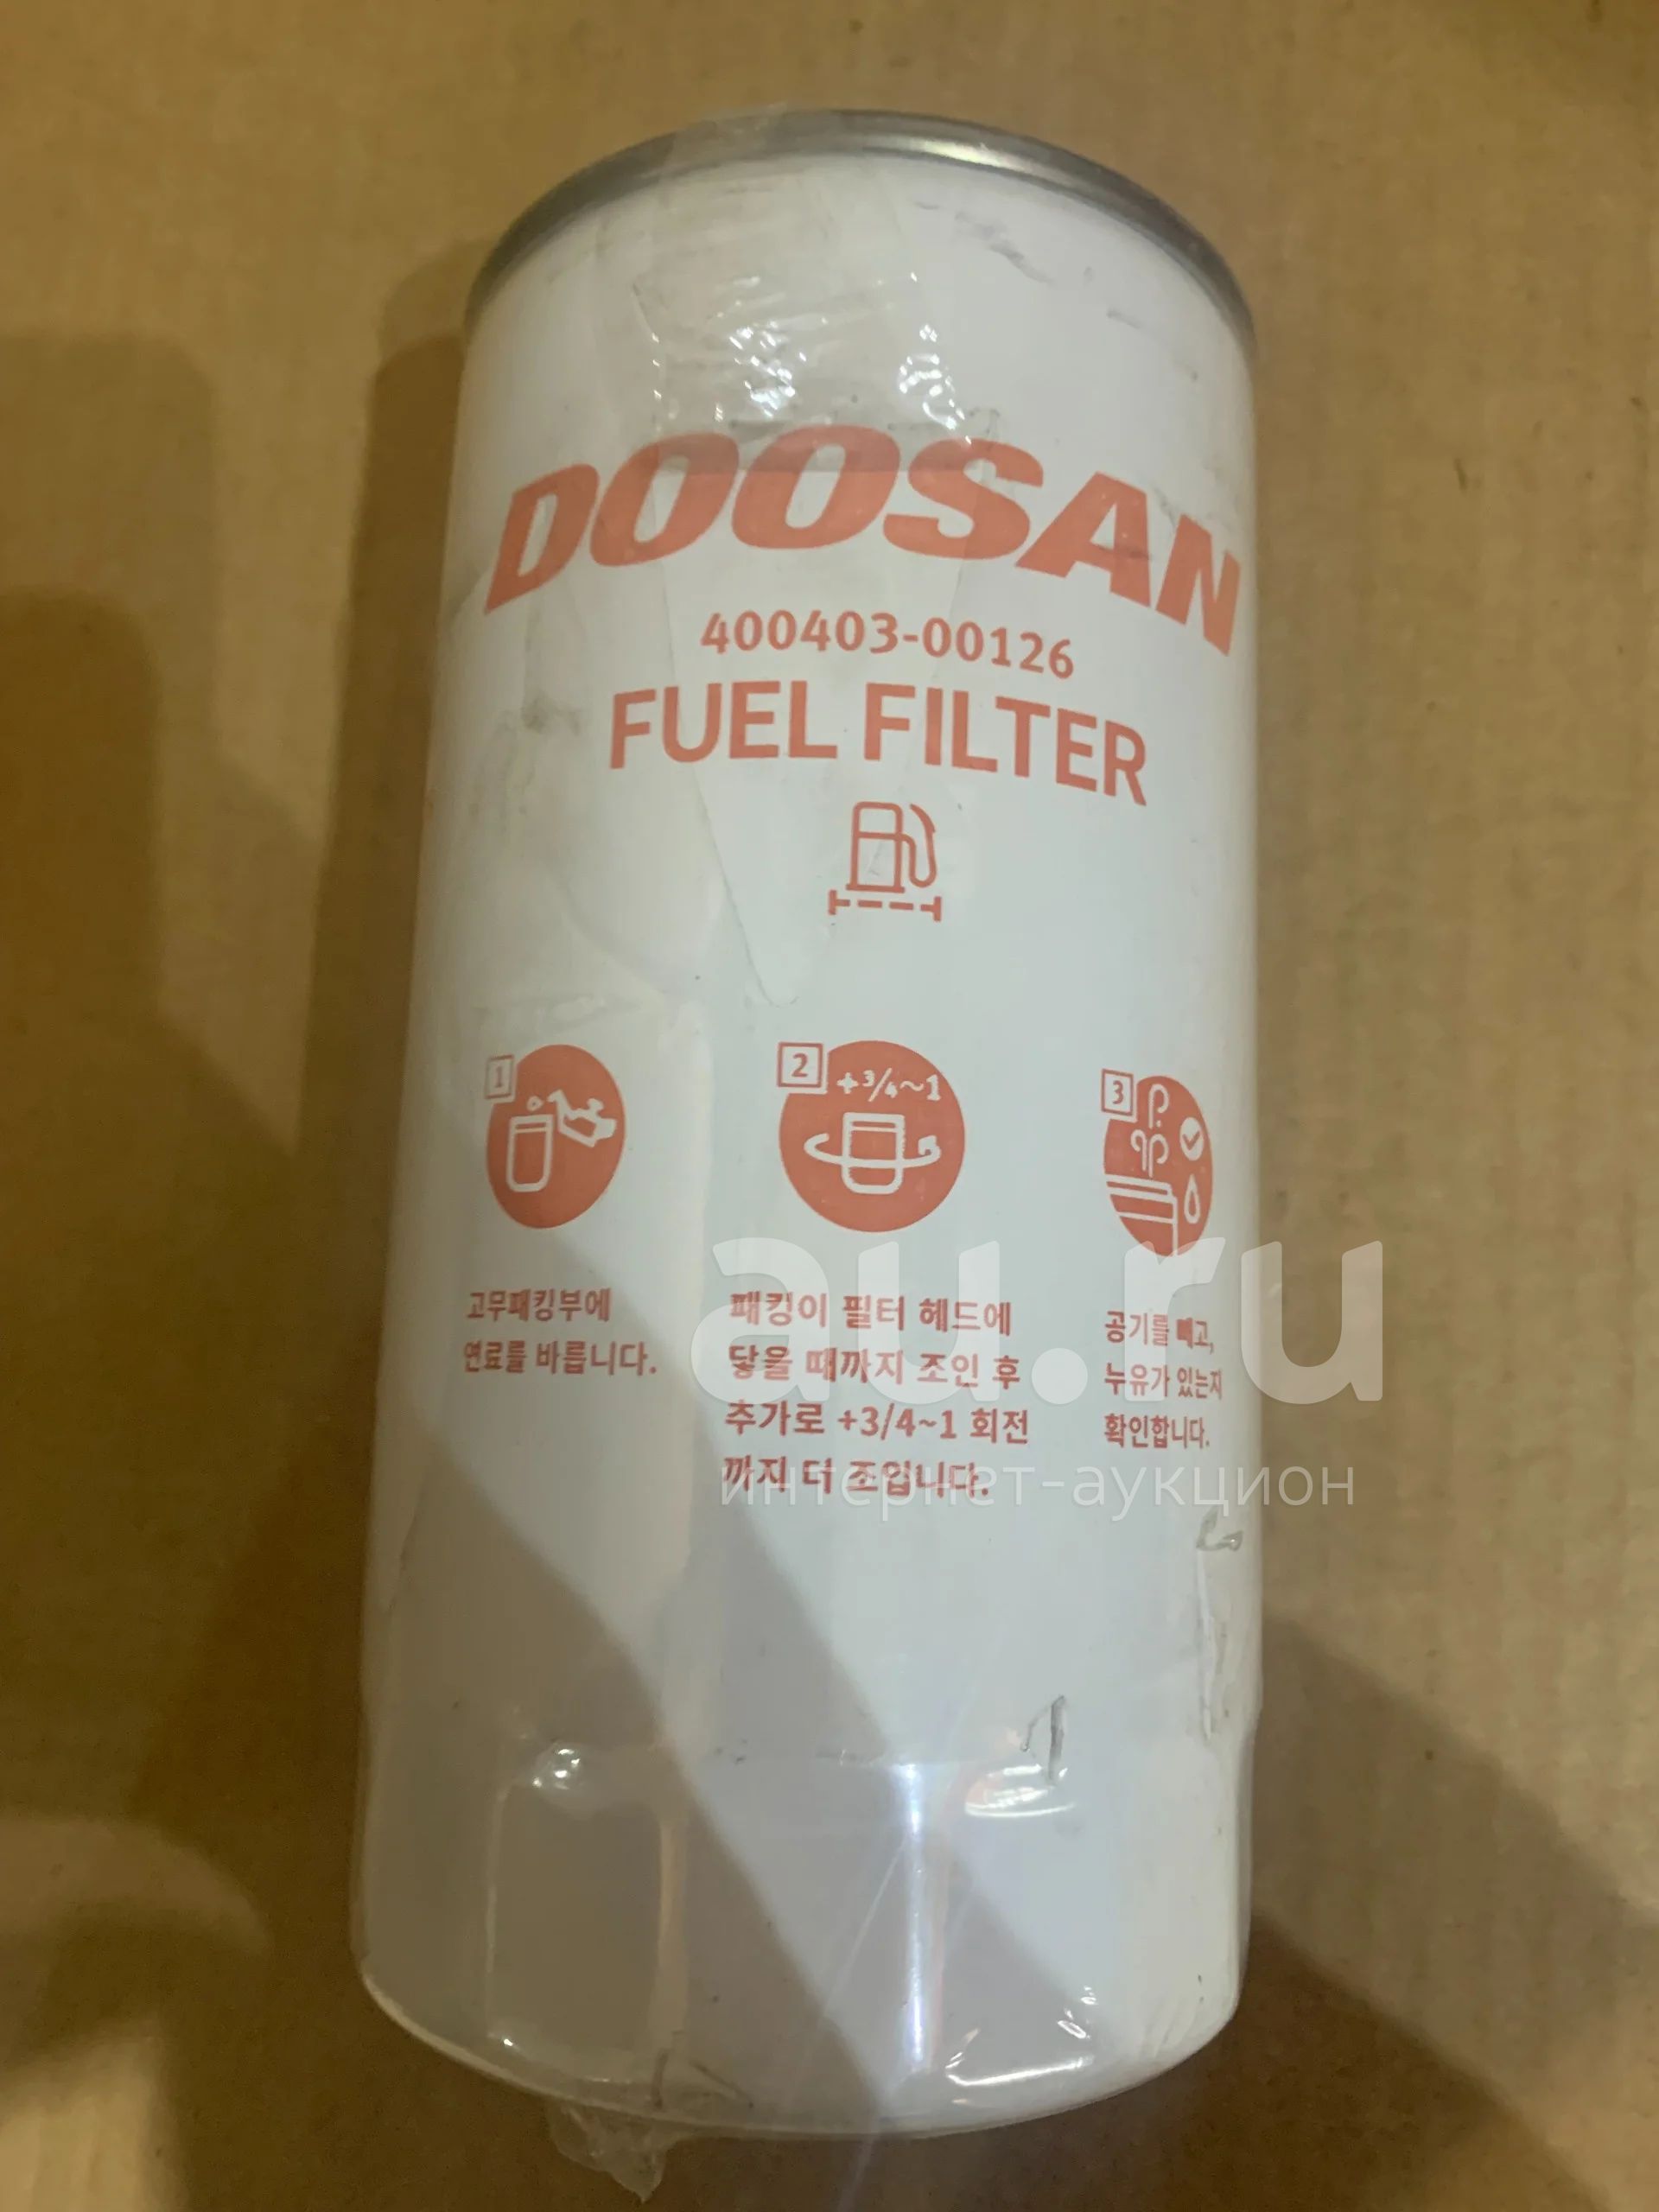 DOOSAN
400403-00126
FUEL FILTER
1
2
+3/4~1
3
고무패킹부에
연료를 바릅니다.
패킹이 필터 헤드에
닿을 때까지 조인 후
추가로 +3/4~1 회전
까지 더 조입니다.
공기를 빼고,
누유가 있는지
확인합니다.
au.ru
интернет-аукцион
1